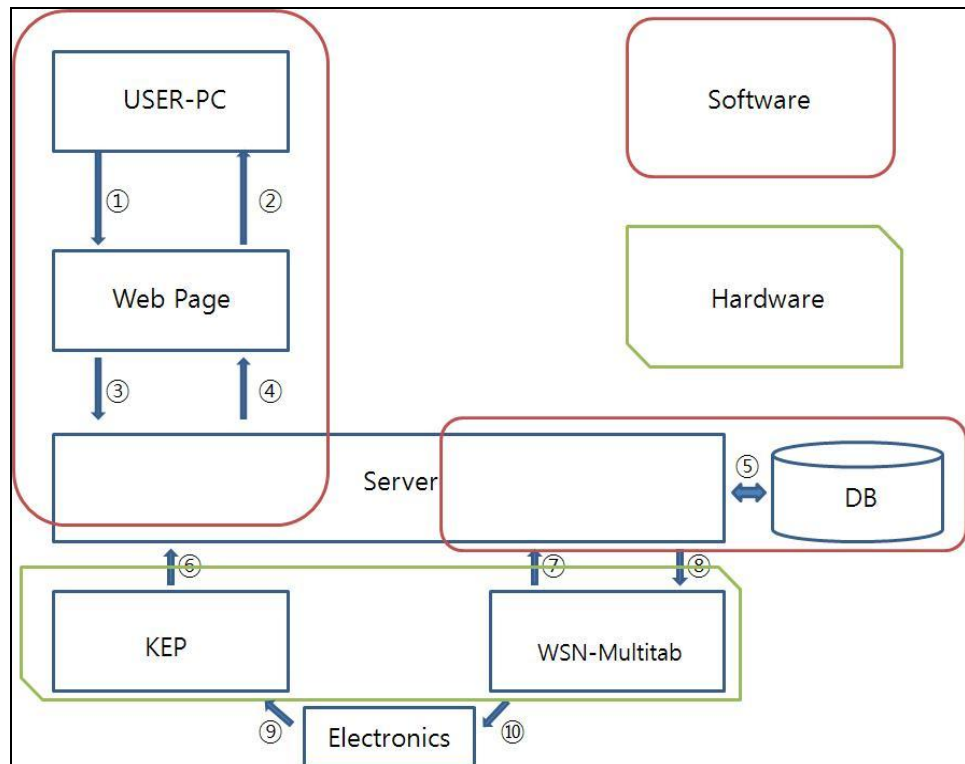 USER-PC
Software
① ②
Web Page
Hardware
③ ④
Server
⑤
DB
⑥ ⑦ ⑧
KEP
WSN-Multitab
⑨ Electronics ⑩